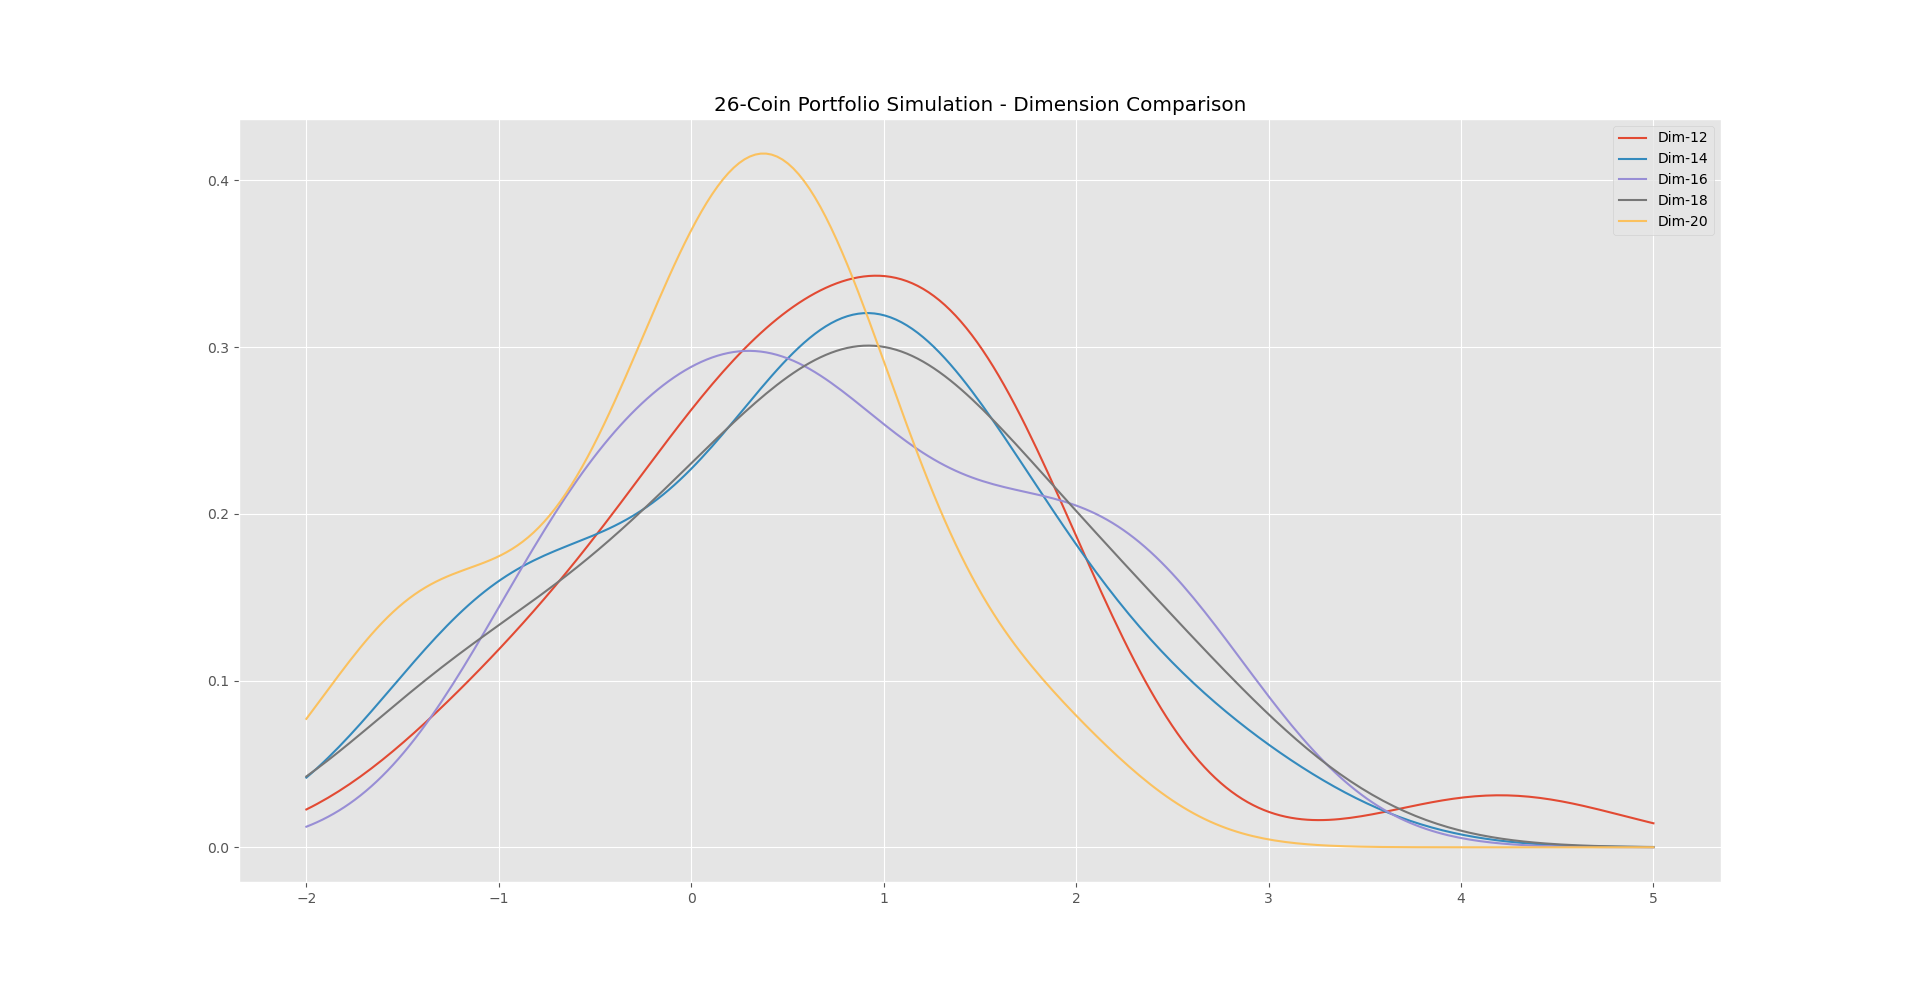 26-Coin Portfolio Simulation - Dimension Comparison
Dim-12
Dim-14
Dim-16
Dim-18
Dim-20
0.4
0.3
0.2
0.1
0.0
−2 −1 0 1 2 3 4 5